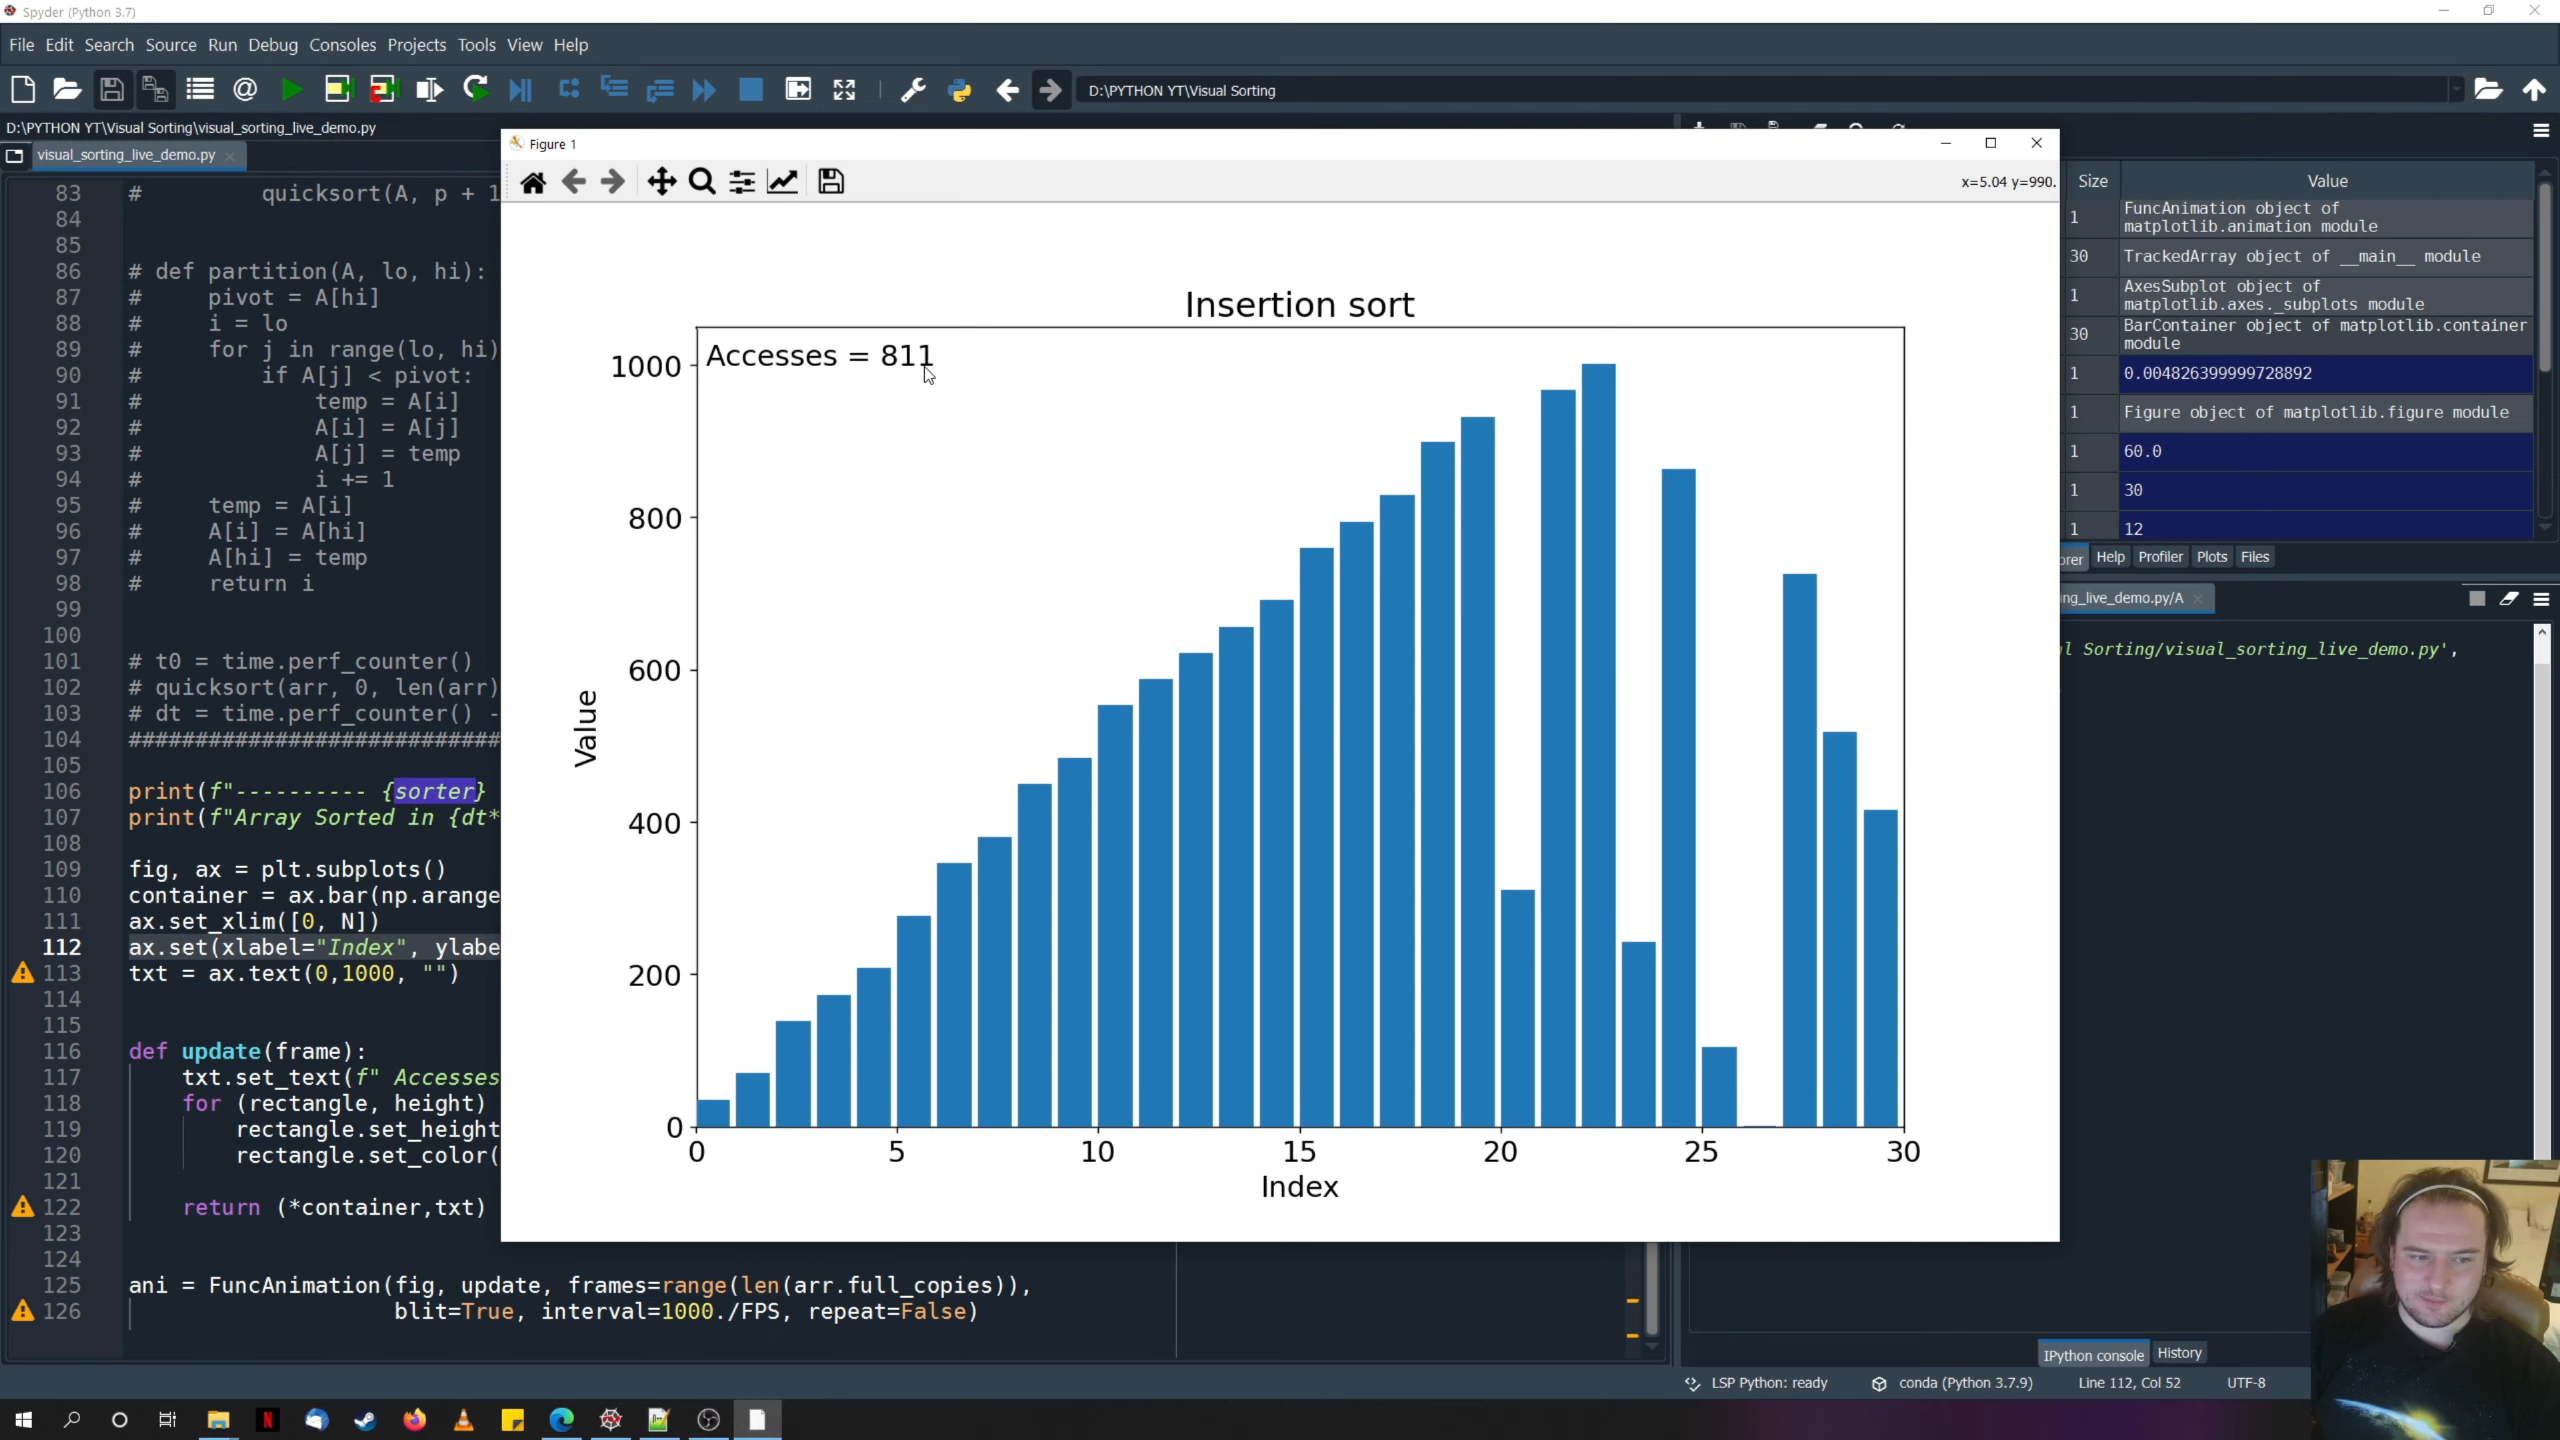 Spyder (Python 3.7)
File Edit Search Source Run Debug Consoles Projects Tools View Help
D:\PYTHON YT\Visual Sorting
D:\PYTHON YT\Visual Sorting\visual_sorting_live_demo.py
visual_sorting_live_demo.py
83 # quicksort(A, p + 1
84
85
86 # def partition(A, lo, hi):
87 # pivot = A[hi]
88 # i = lo
89 # for j in range(lo, hi)
90 # if A[j] < pivot:
91 # temp = A[i]
92 # A[i] = A[j]
93 # A[j] = temp
94 # i += 1
95 # temp = A[i]
96 # A[i] = A[hi]
97 # A[hi] = temp
98 # return i
99
100
101 # t0 = time.perf_counter()
102 # quicksort(arr, 0, len(arr)
103 # dt = time.perf_counter() -
104 ############################
105
106 print(f"---------- {sorter}
107 print(f"Array Sorted in {dt*
108
109 fig, ax = plt.subplots()
110 container = ax.bar(np.arange
111 ax.set_xlim([0, N])
112 ax.set(xlabel="Index", ylabe
113 txt = ax.text(0,1000, "")
114
115
116 def update(frame):
117 txt.set_text(f" Accesses
118 for (rectangle, height)
119 rectangle.set_height
120 rectangle.set_color(
121
122 return (*container,txt)
123
124
125 ani = FuncAnimation(fig, update, frames=range(len(arr.full_copies)),
126 blit=True, interval=1000./FPS, repeat=False)
Figure 1
x=5.04 y=990.
Insertion sort
Accesses = 811
1000
800
600
400
200
0
Value
0 5 10 15 20 25 30
Index
Size Value
1 FuncAnimation object of
matplotlib.animation module
30 TrackedArray object of __main__ module
1 AxesSubplot object of
matplotlib.axes._subplots module
30 BarContainer object of matplotlib.container
module
1 0.004826399999728892
1 Figure object of matplotlib.figure module
1 60.0
1 30
1 12
orer Help Profiler Plots Files
ing_live_demo.py/A
l Sorting/visual_sorting_live_demo.py',
IPython console History
LSP Python: ready conda (Python 3.7.9) Line 112, Col 52 UTF-8